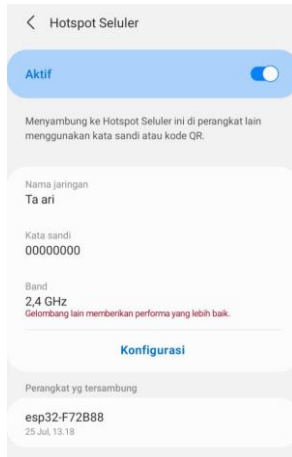 Hotspot Seluler
Aktif
Menyambung ke Hotspot Seluler ini di perangkat lain
menggunakan kata sandi atau kode QR.
Nama jaringan
Ta ari
Kata sandi
00000000
Band
2,4 GHz
Gelombang lain memberikan performa yang lebih baik.
Konfigurasi
Perangkat yg tersambung
esp32-F72B88
25 Jul, 13.18